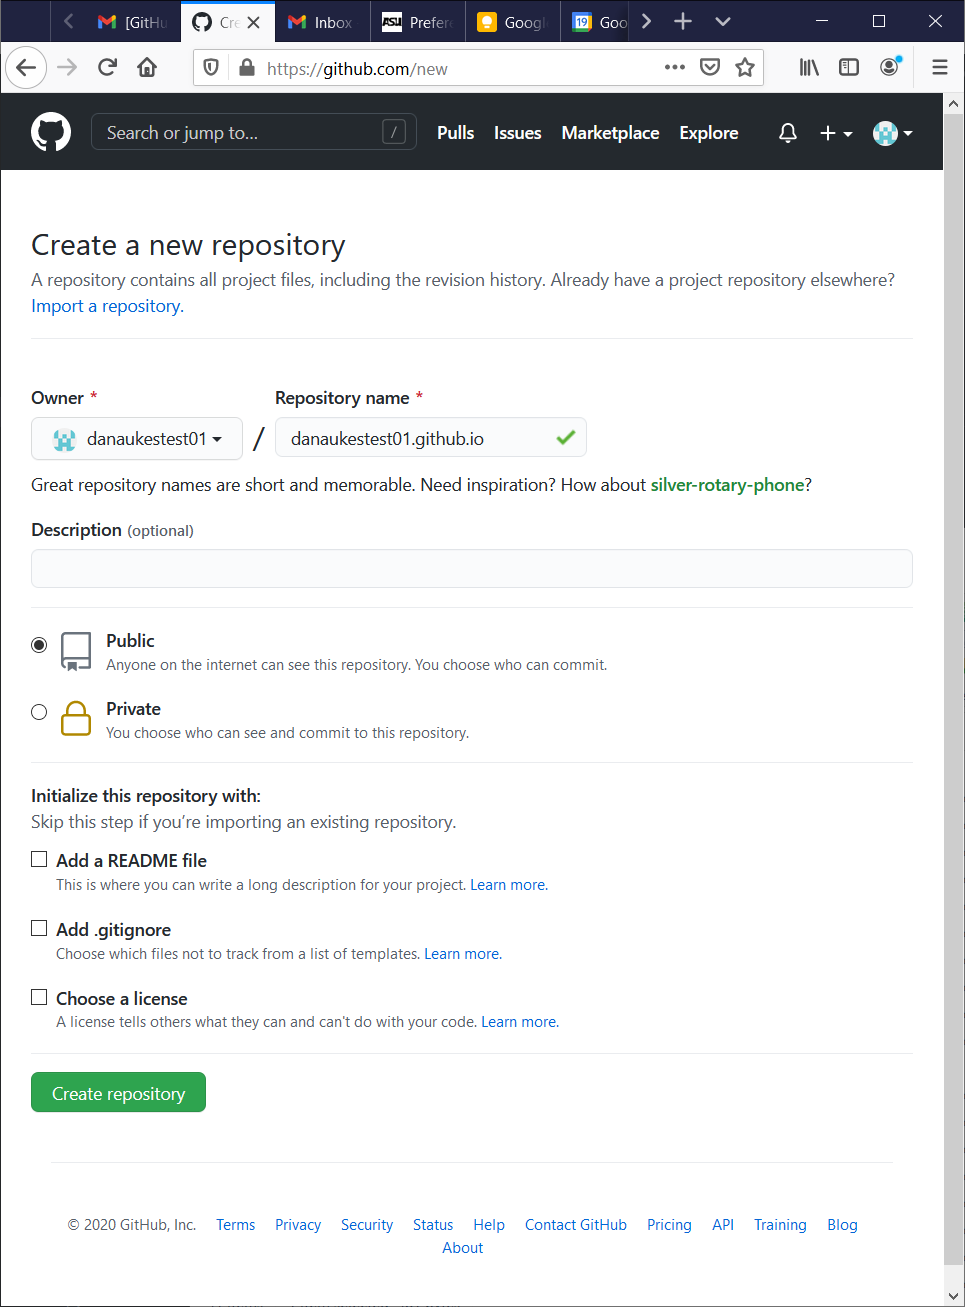 [GitHu
Cre
Inbox
ASU Prefere
Google
19 Goo
https://github.com/new
Search or jump to... /
Pulls Issues Marketplace Explore
Create a new repository
A repository contains all project files, including the revision history. Already have a project repository elsewhere?
Import a repository.
Owner * Repository name *
danaukestest01 / danaukestest01.github.io
Great repository names are short and memorable. Need inspiration? How about silver-rotary-phone?
Description (optional)
Public
Anyone on the internet can see this repository. You choose who can commit.
Private
You choose who can see and commit to this repository.
Initialize this repository with:
Skip this step if you're importing an existing repository.
Add a README file
This is where you can write a long description for your project. Learn more.
Add .gitignore
Choose which files not to track from a list of templates. Learn more.
Choose a license
A license tells others what they can and can't do with your code. Learn more.
Create repository
© 2020 GitHub, Inc. Terms Privacy Security Status Help Contact GitHub Pricing API Training Blog
About